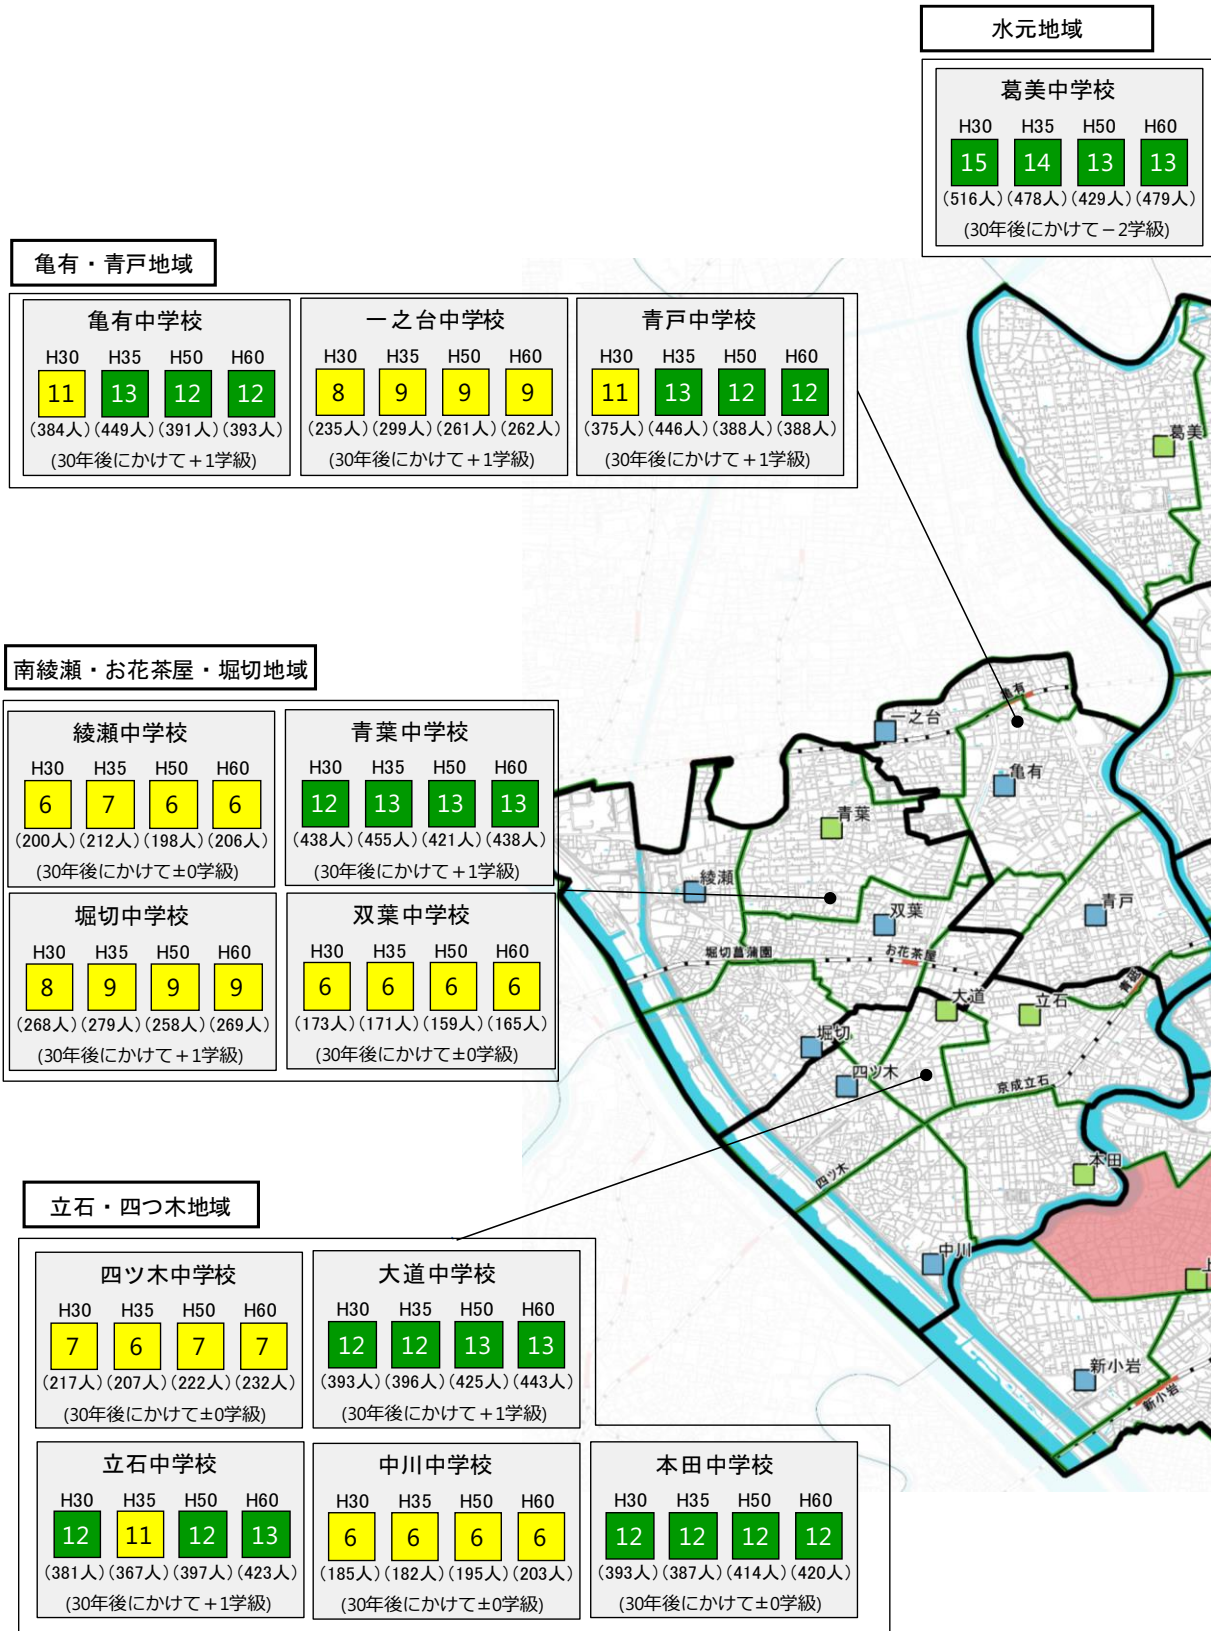 水元地域
葛美中学校
H30 H35 H50 H60
15 14 13 13
(516人)(478人)(429人)(479人)
(30年後にかけて－2学級)
亀有・青戸地域
亀有中学校
H30 H35 H50 H60
11 13 12 12
(384人)(449人)(391人)(393人)
(30年後にかけて＋1学級)
一之台中学校
H30 H35 H50 H60
8 9 9 9
(235人)(299人)(261人)(262人)
(30年後にかけて＋1学級)
青戸中学校
H30 H35 H50 H60
11 13 12 12
(375人)(446人)(388人)(388人)
(30年後にかけて＋1学級)
南綾瀬・お花茶屋・堀切地域
綾瀬中学校
H30 H35 H50 H60
6 7 6 6
(200人)(212人)(198人)(206人)
(30年後にかけて±0学級)
青葉中学校
H30 H35 H50 H60
12 13 13 13
(438人)(455人)(421人)(438人)
(30年後にかけて＋1学級)
堀切中学校
H30 H35 H50 H60
8 9 9 9
(268人)(279人)(258人)(269人)
(30年後にかけて＋1学級)
双葉中学校
H30 H35 H50 H60
6 6 6 6
(173人)(171人)(159人)(165人)
(30年後にかけて±0学級)
立石・四つ木地域
四ツ木中学校
H30 H35 H50 H60
7 6 7 7
(217人)(207人)(222人)(232人)
(30年後にかけて±0学級)
大道中学校
H30 H35 H50 H60
12 12 13 13
(393人)(396人)(425人)(443人)
(30年後にかけて＋1学級)
立石中学校
H30 H35 H50 H60
12 11 12 13
(381人)(367人)(397人)(423人)
(30年後にかけて＋1学級)
中川中学校
H30 H35 H50 H60
6 6 6 6
(185人)(182人)(195人)(203人)
(30年後にかけて±0学級)
本田中学校
H30 H35 H50 H60
12 12 12 12
(393人)(387人)(414人)(420人)
(30年後にかけて±0学級)
葛美
亀有
一之台
亀有
青葉
綾瀬
青戸
双葉
堀切菖蒲園
お花茶屋
青砥
大道
立石
堀切
四ツ木
京成立石
本田
四ツ木
中川
上
新小岩
新小岩